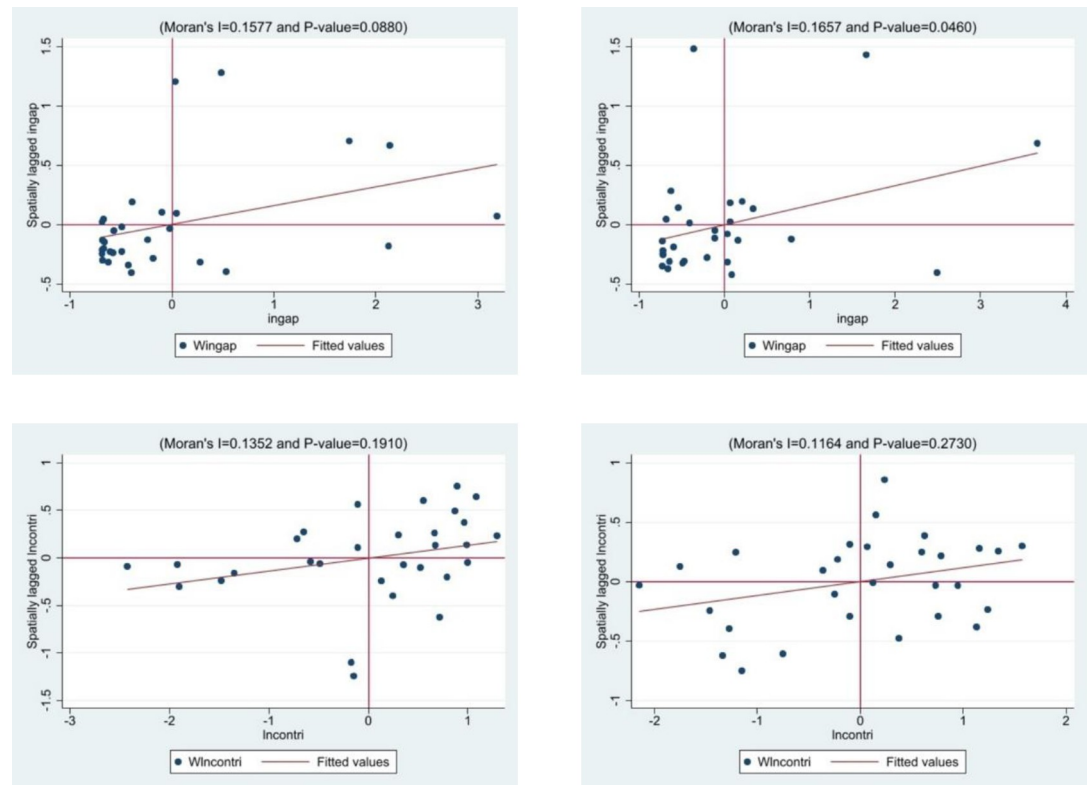 (Moran's I=0.1577 and P-value=0.0880)
Spatially lagged ingap
1.5
1
.5
0
-.5
-1
0
1
2
3
ingap
Wingap
Fitted values
(Moran's I=0.1657 and P-value=0.0460)
Spatially lagged ingap
1.5
1
.5
0
-.5
-1
0
1
2
3
4
ingap
Wingap
Fitted values
(Moran's I=0.1352 and P-value=0.1910)
Spatially lagged lncontri
1
.5
0
-.5
-1
-1.5
-3
-2
-1
0
1
lncontri
Wlncontri
Fitted values
(Moran's I=0.1164 and P-value=0.2730)
Spatially lagged lncontri
1
.5
0
-.5
-1
-2
-1
0
1
2
lncontri
Wlncontri
Fitted values